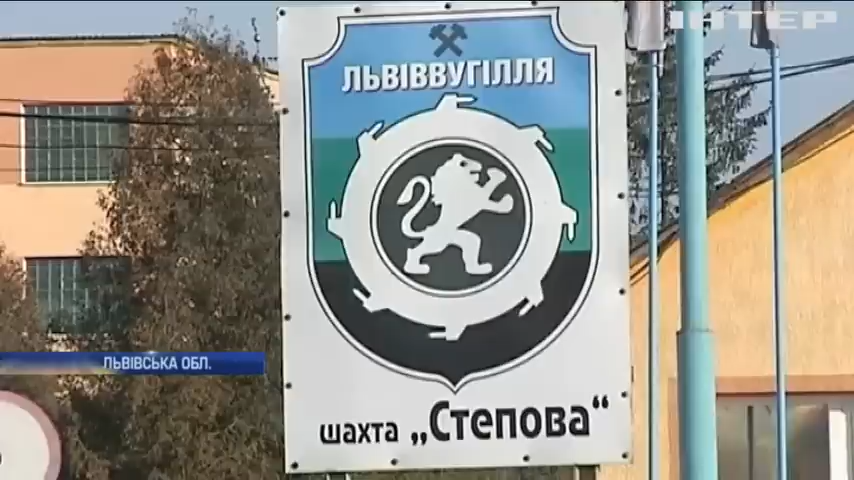 ІНТЕР
ЛЬВІВВУГІЛЛЯ
ЛЬВІВСЬКА ОБЛ.
шахта „Степова“